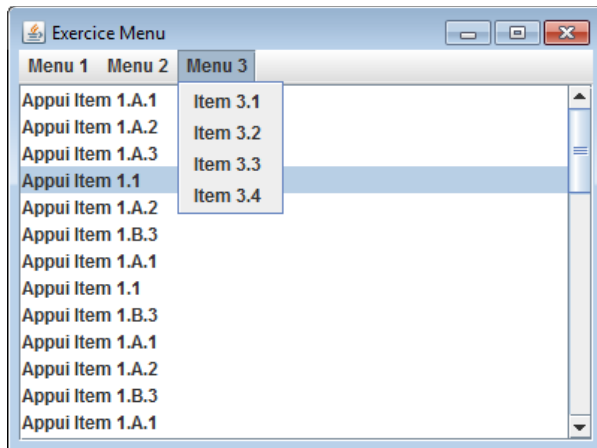 Exercice Menu
Menu 1 Menu 2 Menu 3
Item 3.1
Item 3.2
Item 3.3
Item 3.4
Appui Item 1.A.1
Appui Item 1.A.2
Appui Item 1.A.3
Appui Item 1.1
Appui Item 1.A.2
Appui Item 1.B.3
Appui Item 1.A.1
Appui Item 1.1
Appui Item 1.B.3
Appui Item 1.A.1
Appui Item 1.A.2
Appui Item 1.B.3
Appui Item 1.A.1